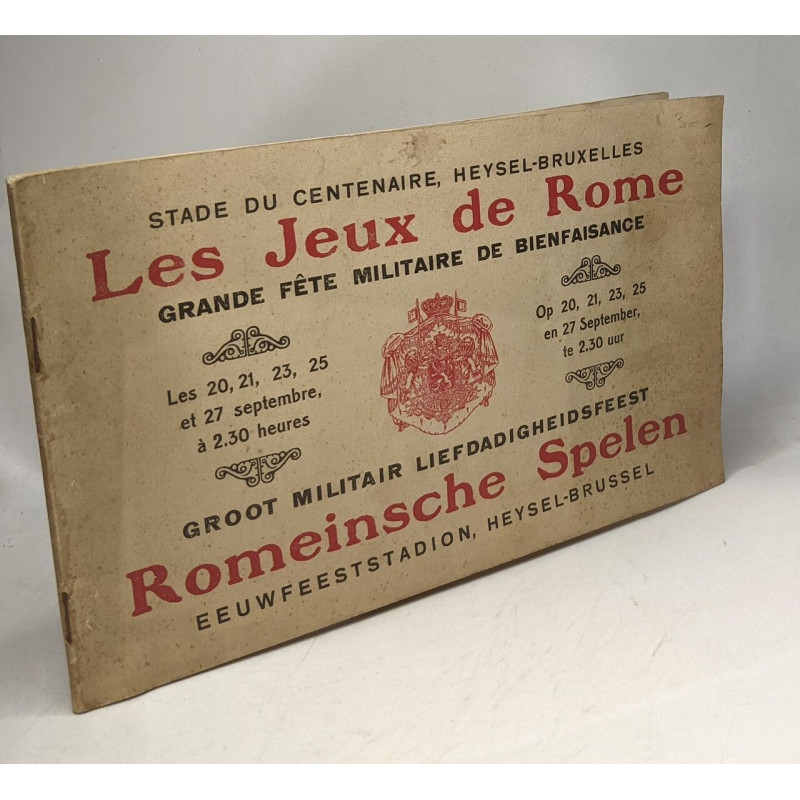 STADE DU CENTENAIRE, HEYSEL-BRUXELLES
Les Jeux de Rome
GRANDE FÊTE MILITAIRE DE BIENFAISANCE
Les 20, 21, 23, 25
et 27 septembre,
à 2.30 heures
Op 20, 21, 23, 25
en 27 September,
te 2.30 uur
GROOT MILITAIR LIEFDADIGHEIDSFEEST
Romeinsche Spelen
EEUWFEESTSTADION, HEYSEL-BRUSSEL